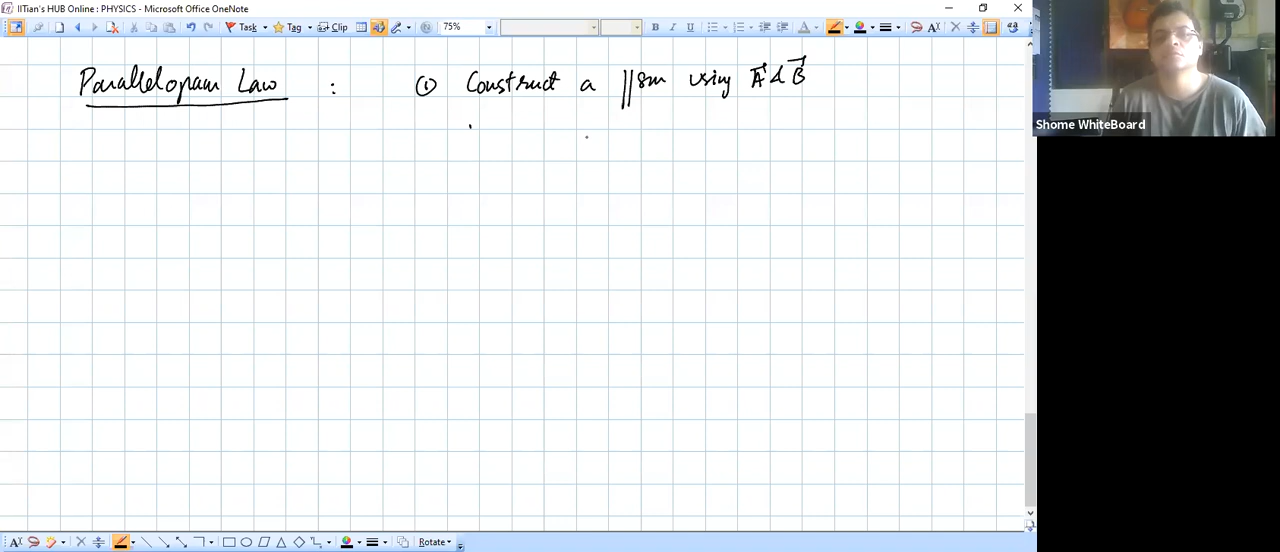 IITian's HUB Online : PHYSICS - Microsoft Office OneNote
Task Tag Clip 75% B I U
Parallelogram Law : ① Construct a ||gm using A⃗ & B⃗
Shome WhiteBoard
Rotate